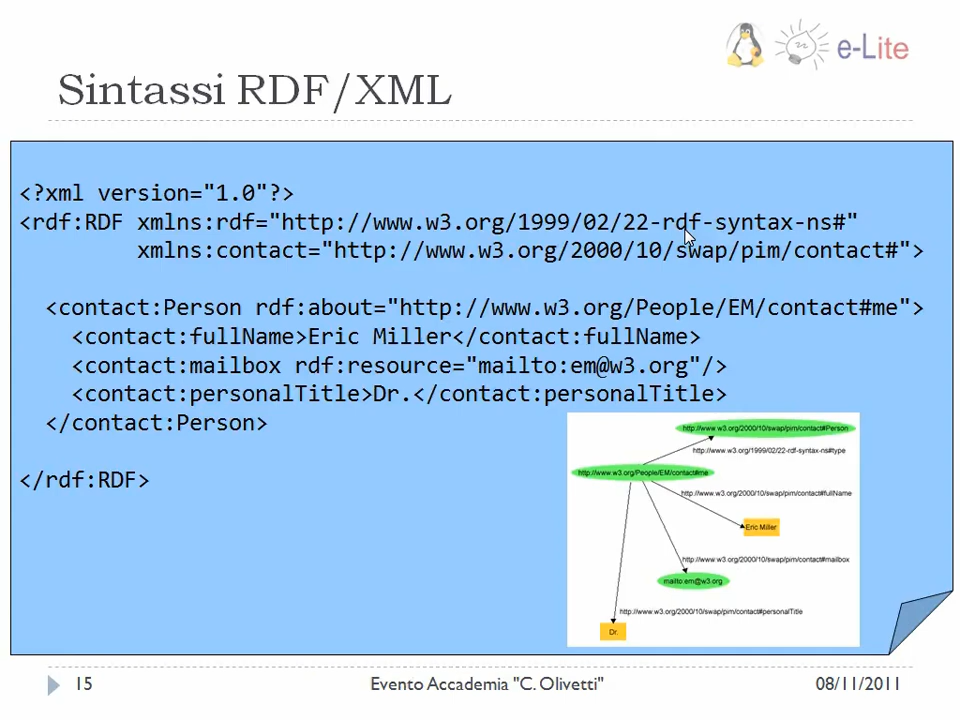 e-Lite
Sintassi RDF/XML
<?xml version="1.0"?>
<rdf:RDF xmlns:rdf="http://www.w3.org/1999/02/22-rdf-syntax-ns#"
xmlns:contact="http://www.w3.org/2000/10/swap/pim/contact#">
<contact:Person rdf:about="http://www.w3.org/People/EM/contact#me">
<contact:fullName>Eric Miller</contact:fullName>
<contact:mailbox rdf:resource="mailto:em@w3.org"/>
<contact:personalTitle>Dr.</contact:personalTitle>
</contact:Person>
</rdf:RDF>
http://www.w3.org/2000/10/swap/pim/contact#Person
http://www.w3.org/1999/02/22-rdf-syntax-ns#type
http://www.w3.org/People/EM/contact#me
http://www.w3.org/2000/10/swap/pim/contact#fullName
Eric Miller
http://www.w3.org/2000/10/swap/pim/contact#mailbox
mailto:em@w3.org
http://www.w3.org/2000/10/swap/pim/contact#personalTitle
Dr.
15
Evento Accademia "C. Olivetti"
08/11/2011